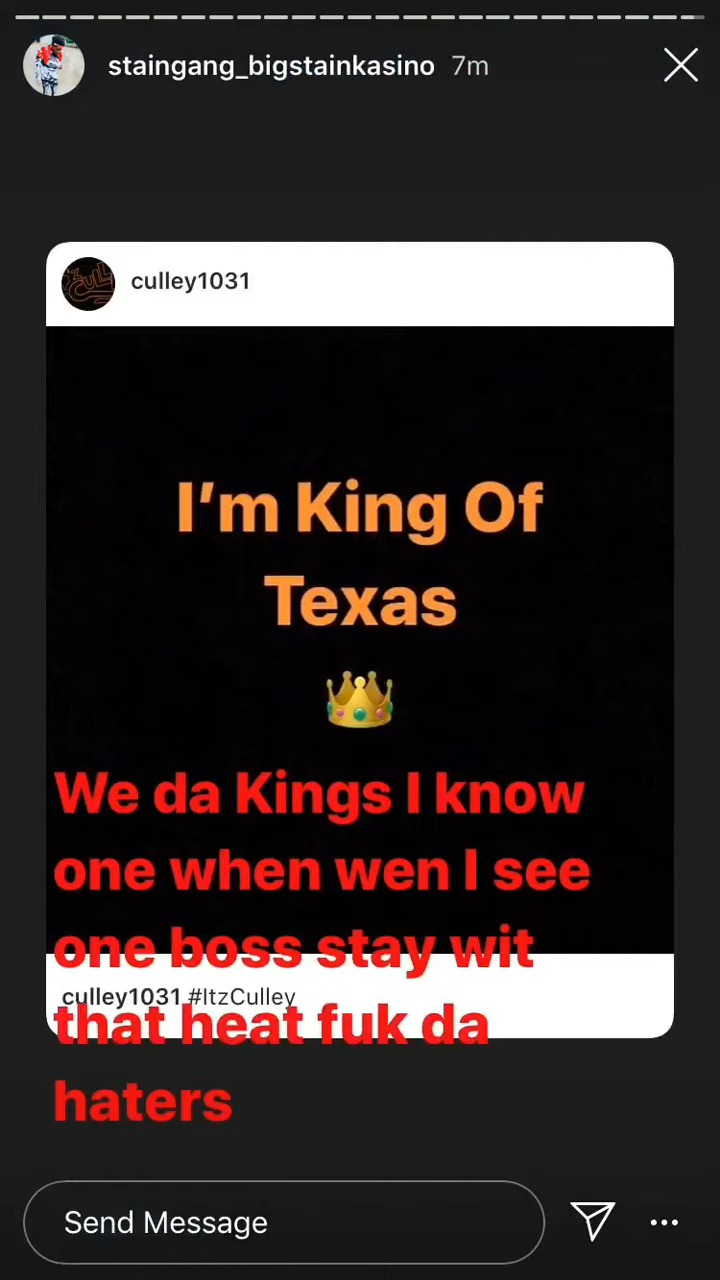 staingang_bigstainkasino 7m
culley1031
I'm King Of
Texas
We da Kings I know
one when wen I see
one boss stay wit
culley1031 #ItzCulley
that heat fuk da
haters
Send Message